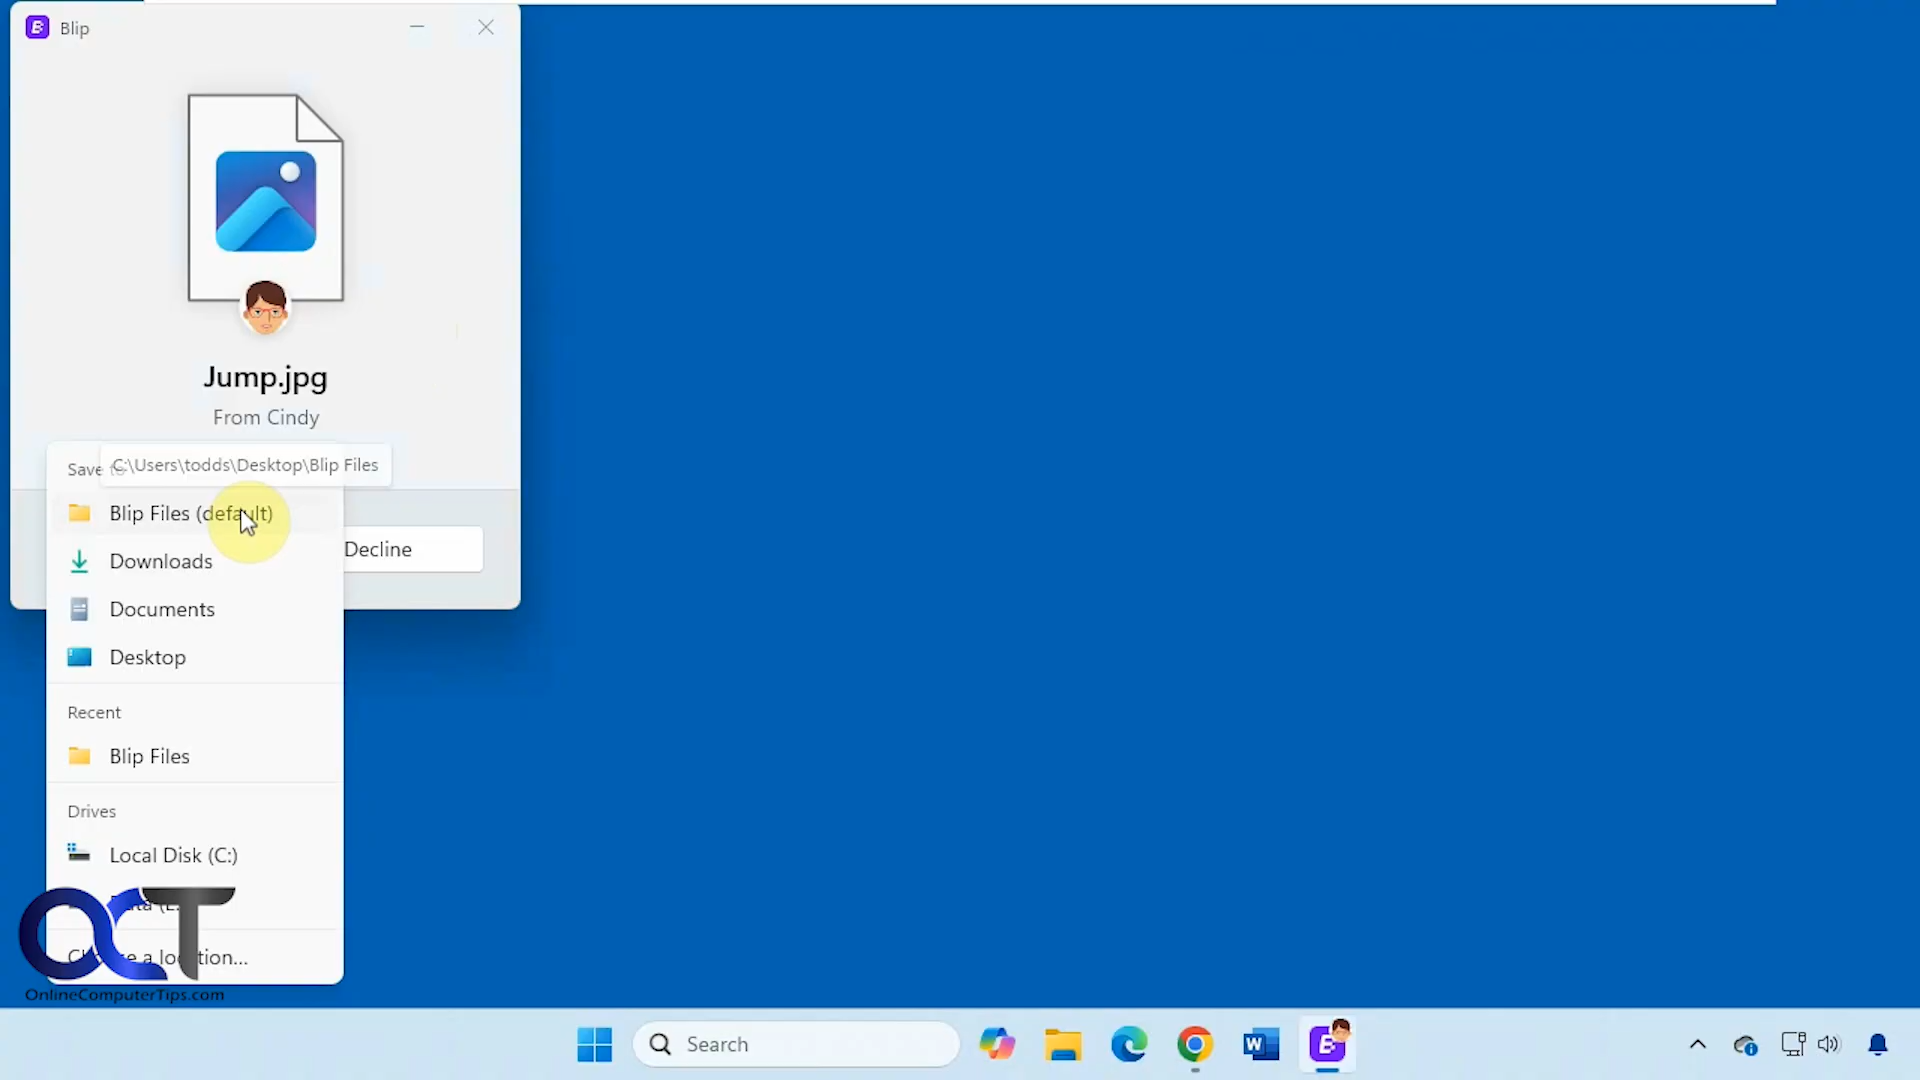 Blip
Jump.jpg
From Cindy
Save
C:\Users\todds\Desktop\Blip Files
Blip Files (default)
Decline
Downloads
Documents
Desktop
Recent
Blip Files
Drives
Local Disk (C:)
a
OCT
OnlineComputerTips.com
Search